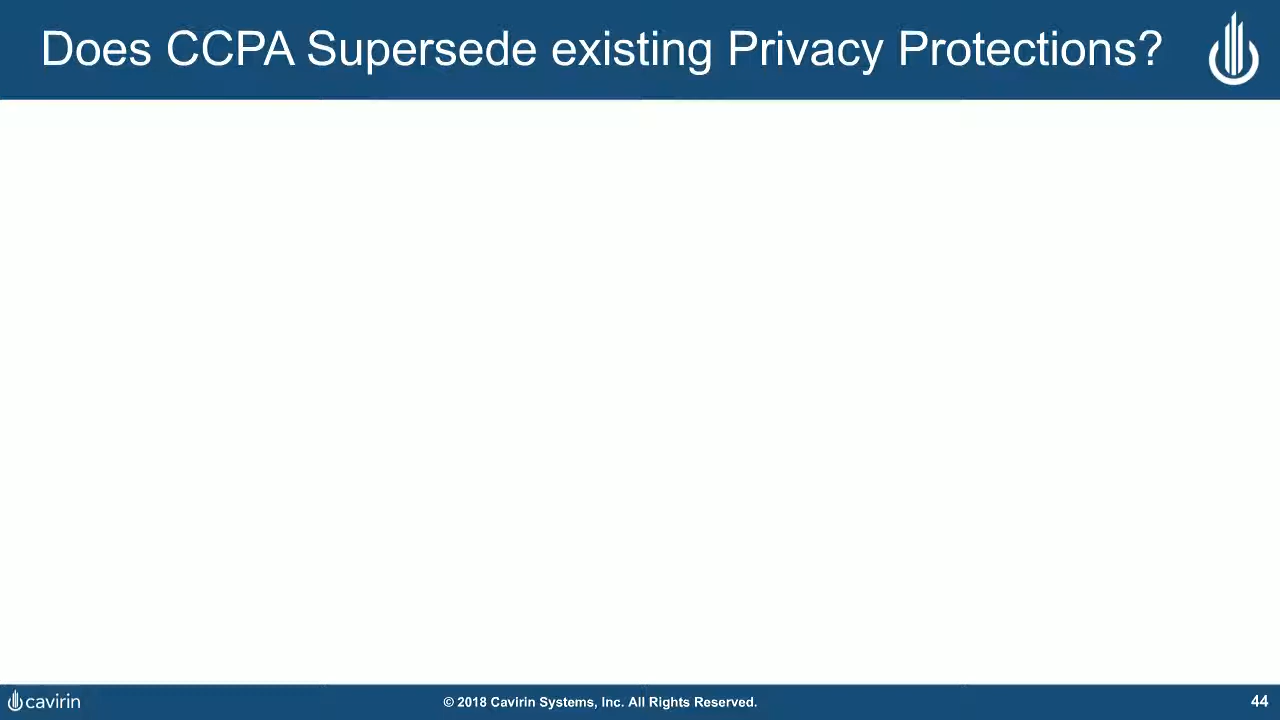 Does CCPA Supersede existing Privacy Protections?
cavirin
© 2018 Cavirin Systems, Inc. All Rights Reserved.
44